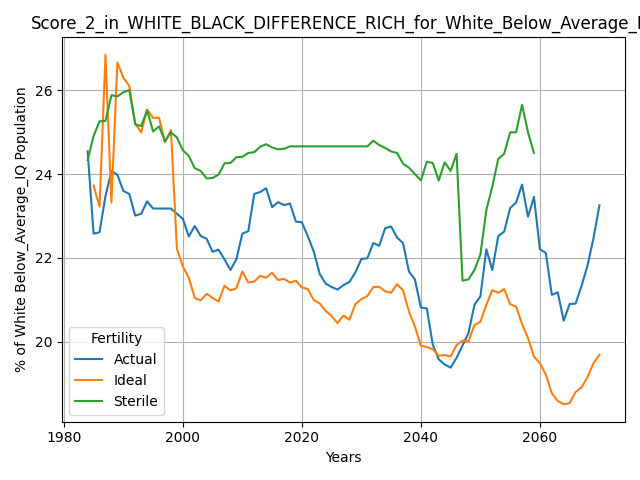 Score_2_in_WHITE_BLACK_DIFFERENCE_RICH_for_White_Below_Average_I
% of White Below_Average_IQ Population
26
24
22
20
Fertility
Actual
Ideal
Sterile
1980
2000
2020
2040
2060
Years